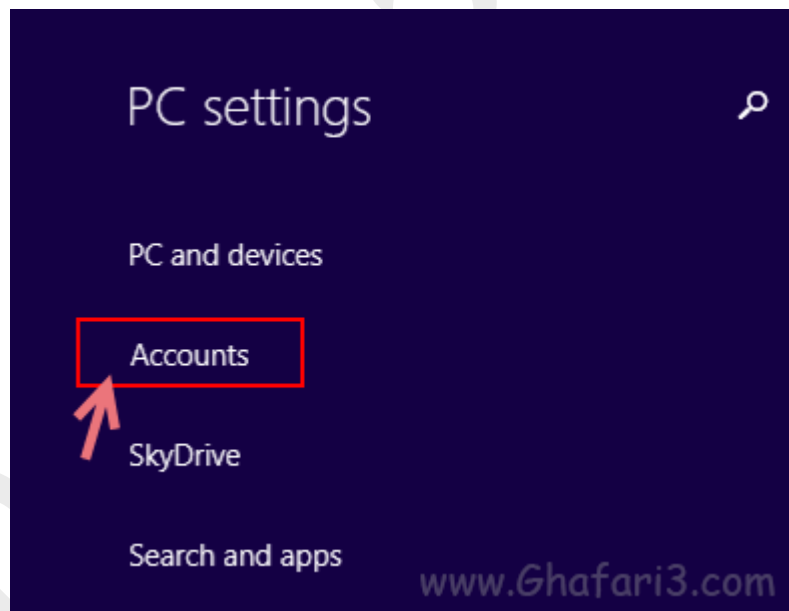 PC settings
PC and devices
Accounts
SkyDrive
Search and apps
www.Ghafari3.com